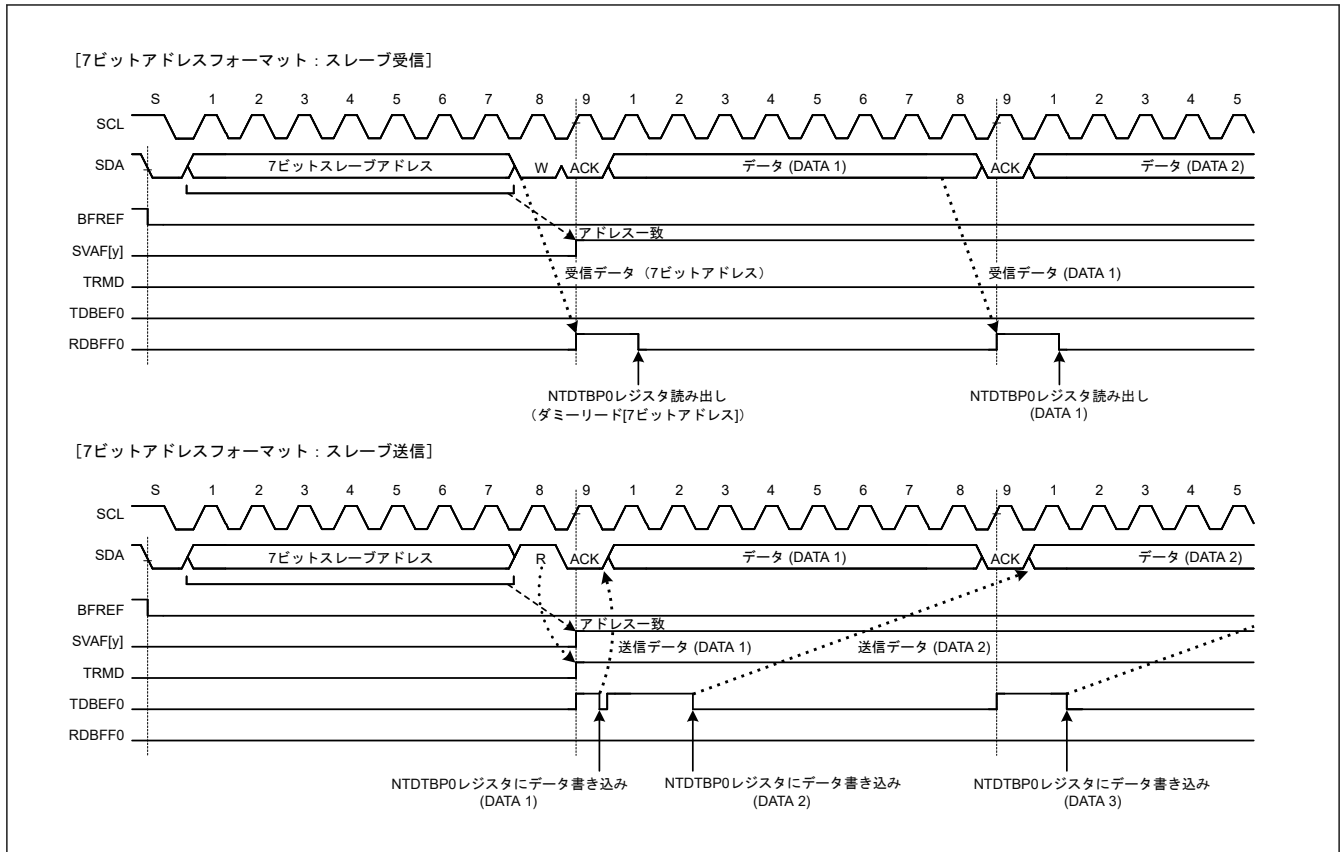 ［7ビットアドレスフォーマット：スレーブ受信］
S 1 2 3 4 5 6 7 8 9 1 2 3 4 5 6 7 8 9 1 2 3 4 5
SCL
SDA 7ビットスレーブアドレス W ACK データ (DATA 1) ACK データ (DATA 2)
BFREF
アドレス一致
SVAF[y]
受信データ（7ビットアドレス） 受信データ (DATA 1)
TRMD
TDBEF0
RDBFF0
NTDTBP0レジスタ読み出し
（ダミーリード[7ビットアドレス]）
NTDTBP0レジスタ読み出し
(DATA 1)
［7ビットアドレスフォーマット：スレーブ送信］
S 1 2 3 4 5 6 7 8 9 1 2 3 4 5 6 7 8 9 1 2 3 4 5
SCL
SDA 7ビットスレーブアドレス R ACK データ (DATA 1) ACK データ (DATA 2)
BFREF
アドレス一致
SVAF[y]
送信データ (DATA 1) 送信データ (DATA 2)
TRMD
TDBEF0
RDBFF0
NTDTBP0レジスタにデータ書き込み
(DATA 1)
NTDTBP0レジスタにデータ書き込み
(DATA 2)
NTDTBP0レジスタにデータ書き込み
(DATA 3)